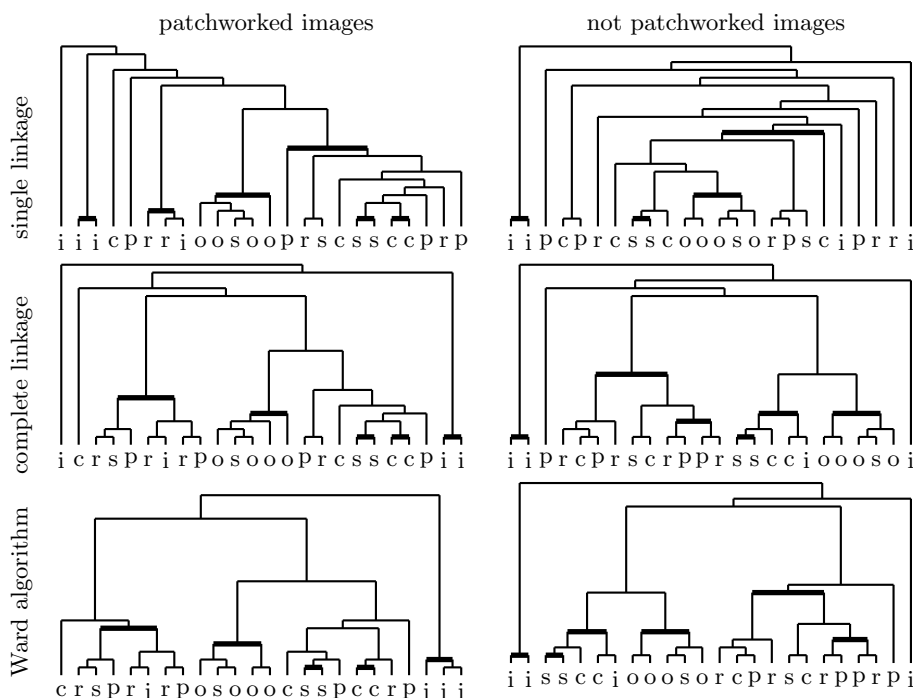 patchworked images
not patchworked images
single linkage
i i i c p r r i o o s o o p r s c s s c c p r p
i i p c p r c s s c o o o s o r p s c i p r r i
complete linkage
i c r s p r i r p o s o o o p r c s s c c p i i
i i p r c p r s c r p p r s s c c i o o o s o i
Ward algorithm
c r s p r i r p o s o o o c s s p c c r p i i i
i i s s c c i o o o s o r c p r s c r p p r p i